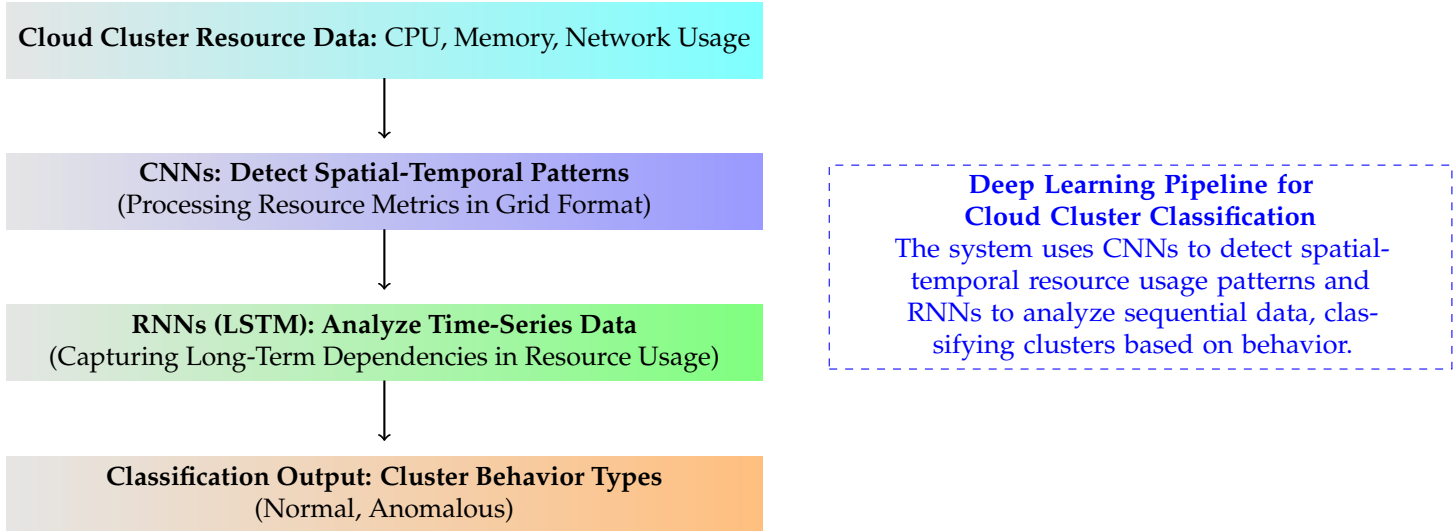 Cloud Cluster Resource Data: CPU, Memory, Network Usage
CNNs: Detect Spatial-Temporal Patterns
(Processing Resource Metrics in Grid Format)
RNNs (LSTM): Analyze Time-Series Data
(Capturing Long-Term Dependencies in Resource Usage)
Classification Output: Cluster Behavior Types
(Normal, Anomalous)
Deep Learning Pipeline for
Cloud Cluster Classification
The system uses CNNs to detect spatial-
temporal resource usage patterns and
RNNs to analyze sequential data, clas-
sifying clusters based on behavior.